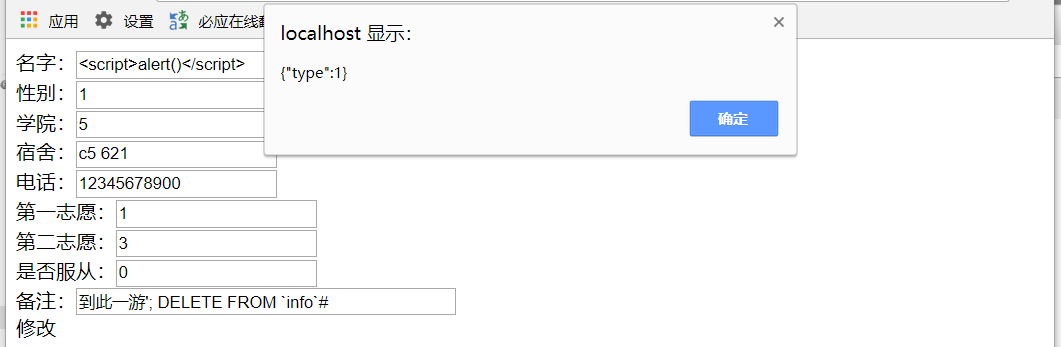 应用 设置 必应在线翻
localhost 显示：
{"type":1}
确定
名字：<script>alert()</script>
性别：1
学院：5
宿舍：c5 621
电话：12345678900
第一志愿：1
第二志愿：3
是否服从：0
备注：到此一游'; DELETE FROM `info`#
修改